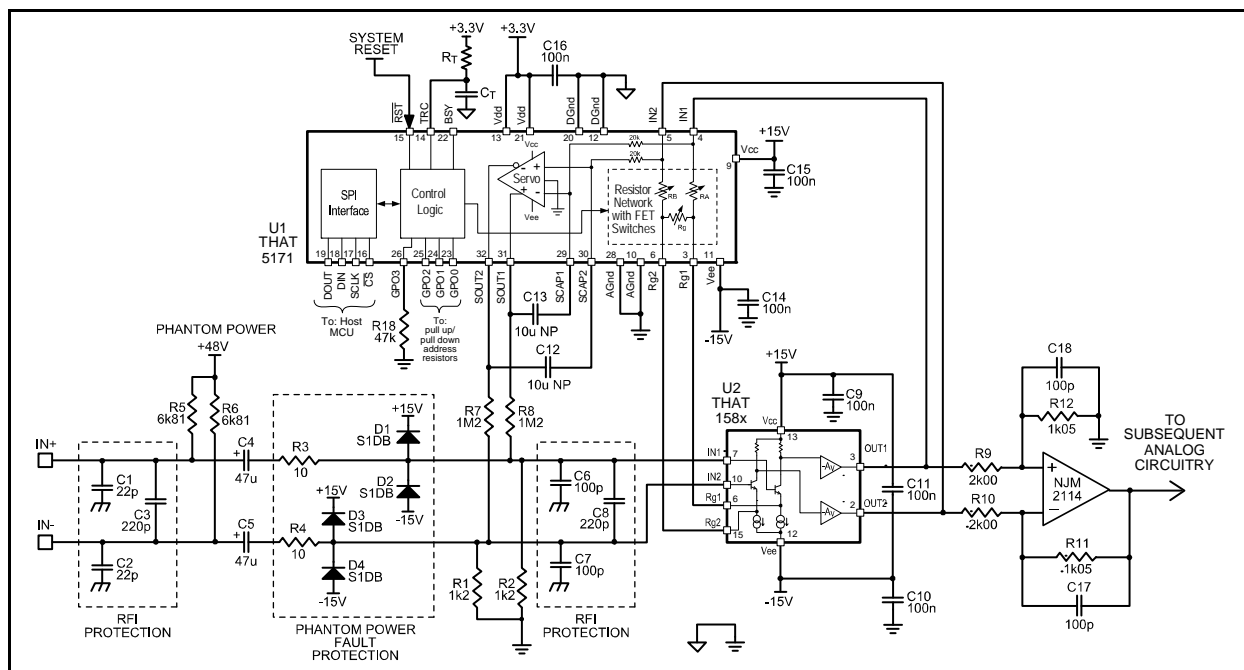 SYSTEM
RESET
+3.3V
RT
CT
+3.3V
C16
100n
RST
TRC
BSY
Vdd
Vdd
DGnd
DGnd
IN2
IN1
15
14
22
13
21
20
12
5
4
+15V
Vcc
9
C15
100n
20k
20k
Vcc
Servo
Vee
SPI
Interface
Control
Logic
RB
RA
Rg
Resistor
Network
with FET
Switches
U1
THAT
5171
19
18
17
16
26
25
24
23
32
31
29
30
28
10
6
3
11
DOUT
DIN
SCLK
CS
GPO3
GPO2
GPO1
GPO0
SOUT2
SOUT1
SCAP1
SCAP2
AGnd
AGnd
Rg2
Rg1
Vee
To: Host
MCU
R18
47k
To:
pull up/
pull down
address
resistors
C13
10u NP
C12
10u NP
C14
100n
-15V
PHANTOM POWER
+48V
R5
6k81
R6
6k81
R7
1M2
R8
1M2
+15V
C9
100n
U2
THAT
158x
Vcc
13
C18
100p
R12
1k05
TO
SUBSEQUENT
ANALOG
CIRCUITRY
IN+
C4
47u
+
R3
10
+15V
D1
S1DB
D2
S1DB
-15V
IN1
7
IN2
10
Rg1
6
Rg2
15
-Av
-Av
OUT1
3
OUT2
2
12
Vee
R9
2k00
R10
2k00
+
−
NJM
2114
C1
22p
C3
220p
C6
100p
C8
220p
C11
100n
IN-
C5
47u
+
R4
10
+15V
D3
S1DB
D4
S1DB
-15V
C2
22p
R1
1k2
R2
1k2
C7
100p
-15V
C10
100n
R11
1k05
C17
100p
RFI
PROTECTION
PHANTOM POWER
FAULT
PROTECTION
RFI
PROTECTION